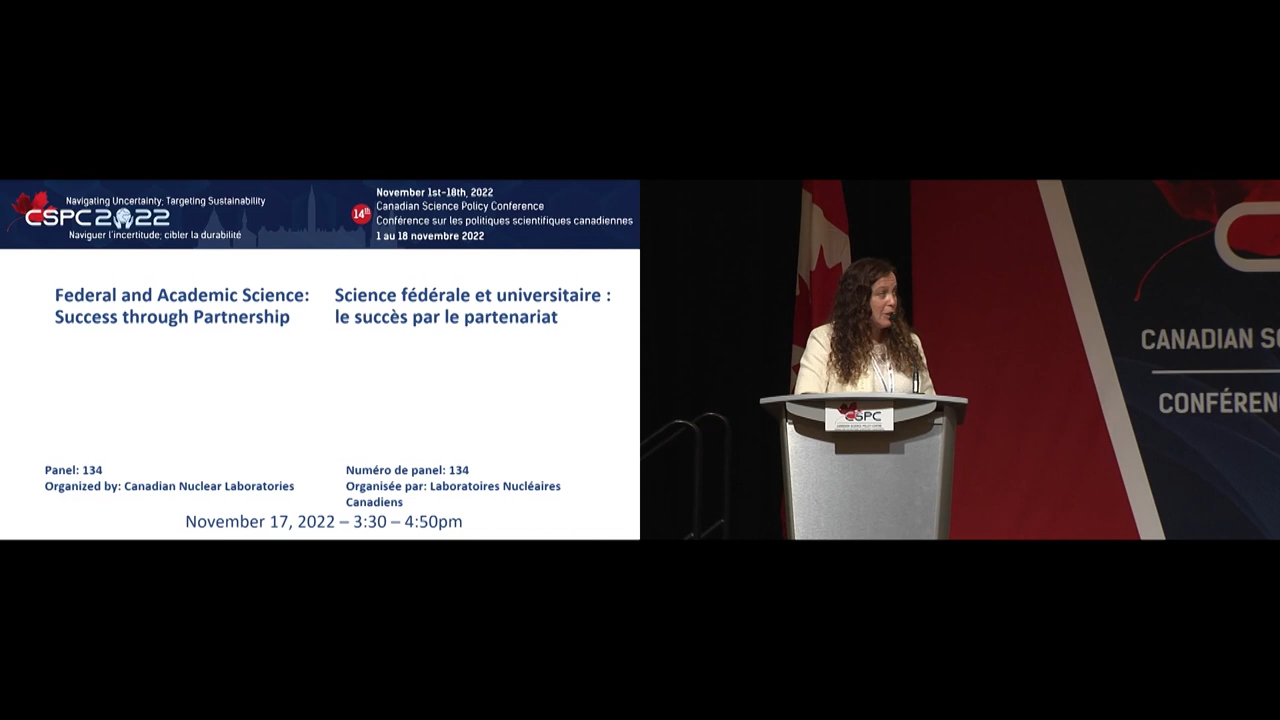 Navigating Uncertainty; Targeting Sustainability
CSPC 2022
Naviguer l'incertitude; cibler la durabilité
14th
November 1st-18th, 2022
Canadian Science Policy Conference
Conférence sur les politiques scientifiques canadiennes
1 au 18 novembre 2022
Federal and Academic Science:
Success through Partnership
Science fédérale et universitaire :
le succès par le partenariat
Panel: 134
Organized by: Canadian Nuclear Laboratories
Numéro de panel: 134
Organisée par: Laboratoires Nucléaires
Canadiens
November 17, 2022 – 3:30 – 4:50pm
CSPC
CANADIAN SC
CONFÉREN